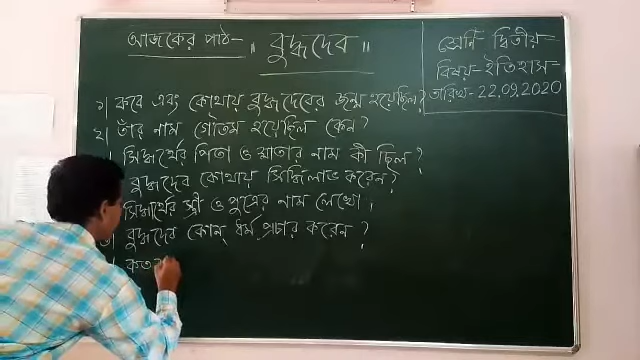 আজকের পাঠ- "বুদ্ধদেব"
শ্রেণি- দ্বিতীয়-
বিষয়-ইতিহাস-
তারিখ-22.09.2020
১| কবে এবং কোথায় বুদ্ধদেবের জন্ম হয়েছিল?
২| তাঁর নাম গৌতম হয়েছিল কেন?
সিদ্ধার্থের পিতা ও মাতার নাম কী ছিল?
বুদ্ধদেব কোথায় সিদ্ধিলাভ করেন?
সিদ্ধার্থের স্ত্রী ও পুত্রের নাম লেখো।
বুদ্ধদেব কোন্ ধর্ম প্রচার করেন?